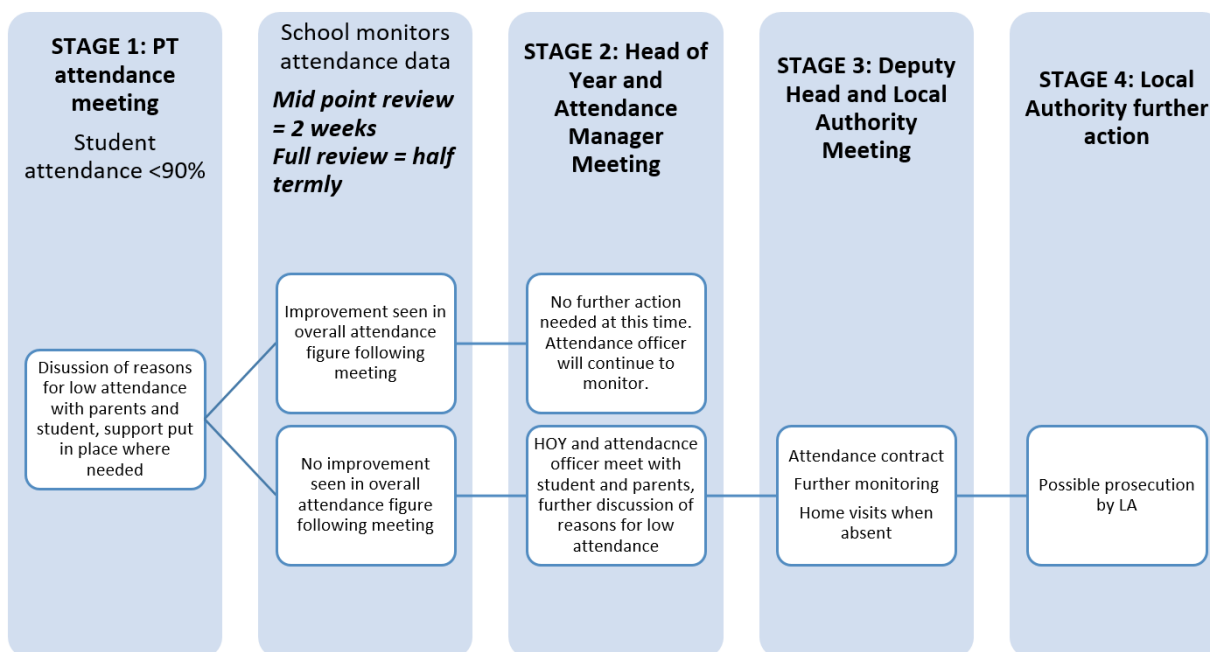 STAGE 1: PT
attendance
meeting
Student
attendance <90%
Disussion of reasons
for low attendance
with parents and
student, support put
in place where
needed
School monitors
attendance data
Mid point review
= 2 weeks
Full review = half
termly
Improvement seen in
overall attendance
figure following
meeting
No improvement
seen in overall
attendance figure
following meeting
STAGE 2: Head of
Year and
Attendance
Manager
Meeting
No further action
needed at this time.
Attendance officer
will continue to
monitor.
HOY and attendacnce
officer meet with
student and parents,
further discussion of
reasons for low
attendance
STAGE 3: Deputy
Head and Local
Authority
Meeting
Attendance contract
Further monitoring
Home visits when
absent
STAGE 4: Local
Authority further
action
Possible prosecution
by LA